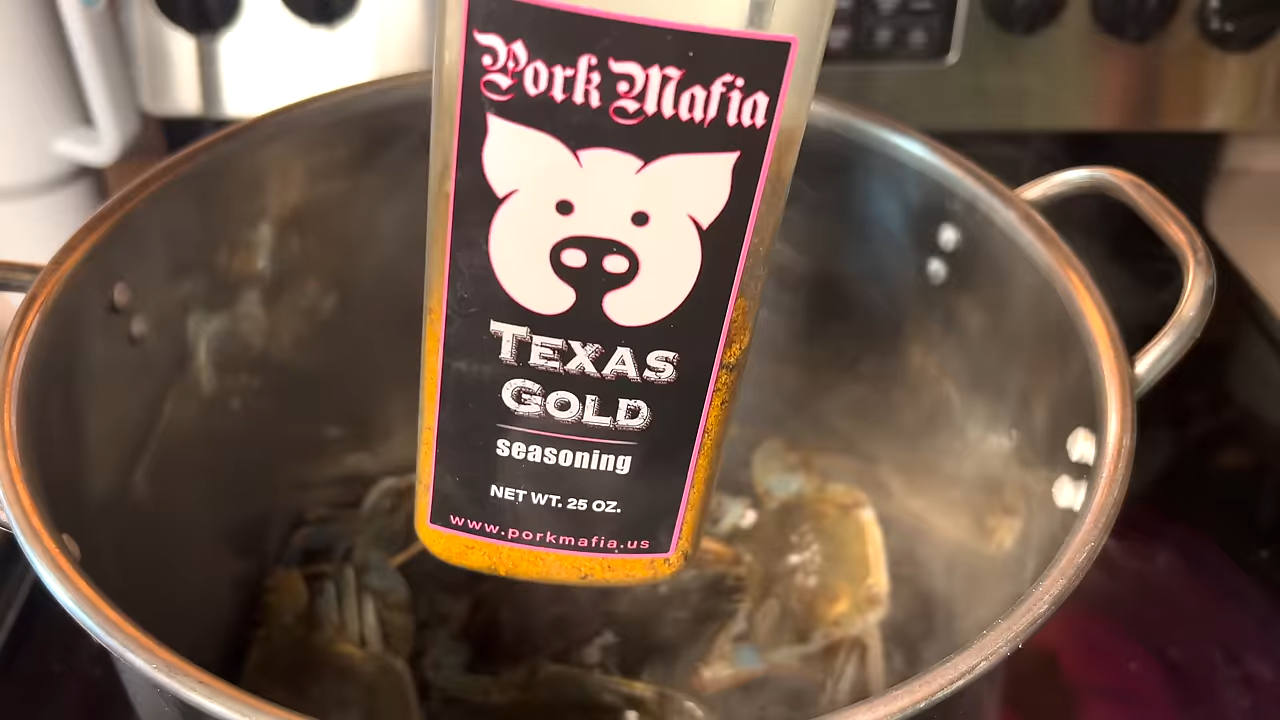 Pork Mafia
TEXAS
GOLD
seasoning
NET WT. 25 OZ.
www.porkmafia.us